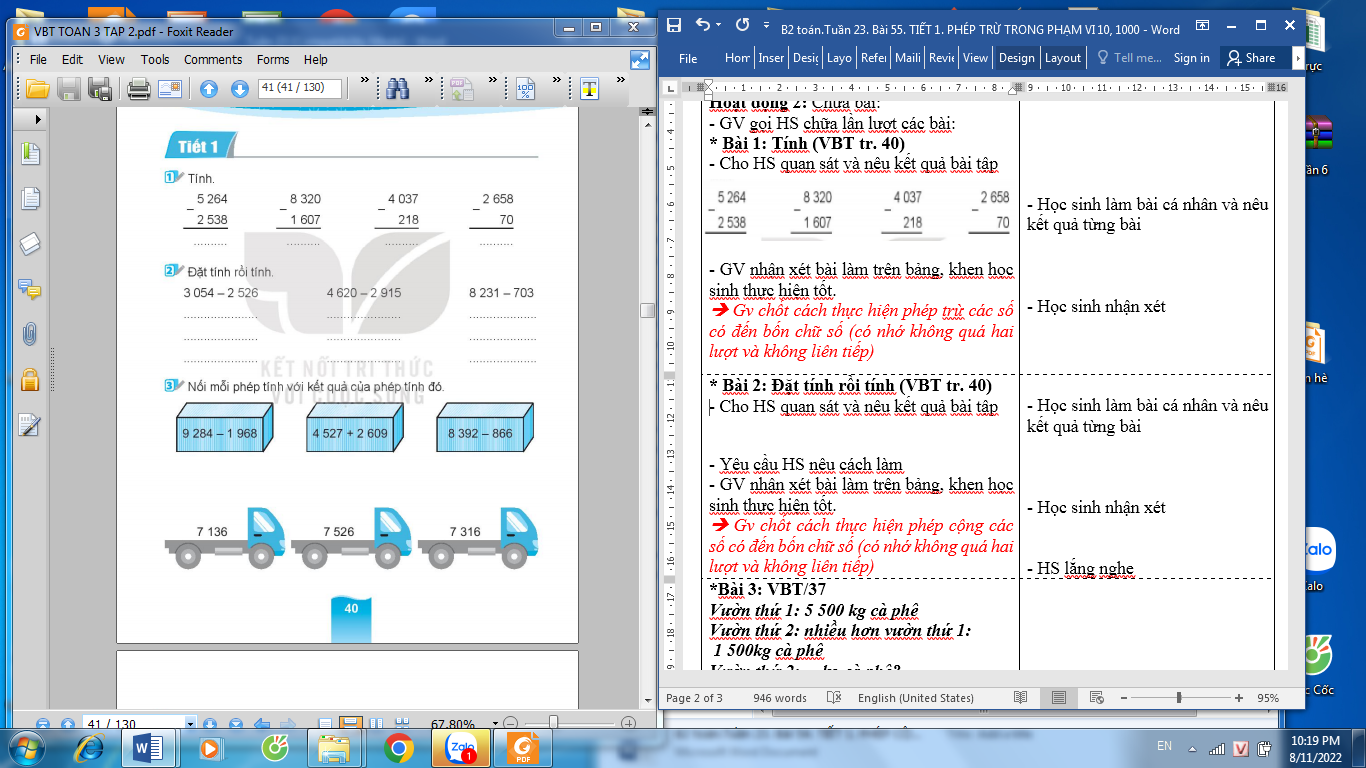 VBT TOAN 3 TAP 2.pdf - Foxit Reader
File Edit View Tools Comments Forms Help
41 (41 / 130)
Tiết 1
1 Tính.
5 264 8 320 4 037 2 658
– – – –
2 538 1 607 218 70
............ ............ ............ ............
2 Đặt tính rồi tính.
3 054 – 2 526 4 620 – 2 915 8 231 – 703
KẾT NỐI TRI THỨC
VỚI CUỘC SỐNG
3 Nối mỗi phép tính với kết quả của phép tính đó.
9 284 – 1 968 4 527 + 2 609 8 392 – 866
7 136 7 526 7 316
40
41 / 130 67.80%
B2 toán.Tuần 23. Bài 55. TIẾT 1. PHÉP TRỪ TRONG PHẠM VI 10, 1000 - Word
File Hom Inser Desig Layo Refer Maili Revie View Design Layout Tell me... Sign in Share
Hoạt động 2: Chữa bài:
- GV gọi HS chữa lần lượt các bài:
* Bài 1: Tính (VBT tr. 40)
- Cho HS quan sát và nêu kết quả bài tập
5 264 8 320 4 037 2 658
– – – –
2 538 1 607 218 70
- GV nhận xét bài làm trên bảng, khen học
sinh thực hiện tốt.
➔ Gv chốt cách thực hiện phép trừ các số
có đến bốn chữ số (có nhớ không quá hai
lượt và không liên tiếp)
* Bài 2: Đặt tính rồi tính (VBT tr. 40)
- Cho HS quan sát và nêu kết quả bài tập
- Yêu cầu HS nêu cách làm
- GV nhận xét bài làm trên bảng, khen học
sinh thực hiện tốt.
➔ Gv chốt cách thực hiện phép cộng các
số có đến bốn chữ số (có nhớ không quá hai
lượt và không liên tiếp)
*Bài 3: VBT/37
Vườn thứ 1: 5 500 kg cà phê
Vườn thứ 2: nhiều hơn vườn thứ 1:
1 500kg cà phê
- Học sinh làm bài cá nhân và nêu
kết quả từng bài
- Học sinh nhận xét
- Học sinh làm bài cá nhân và nêu
kết quả từng bài
- Học sinh nhận xét
- HS lắng nghe
Page 2 of 3 946 words English (United States) 95%
EN
10:19 PM
8/11/2022